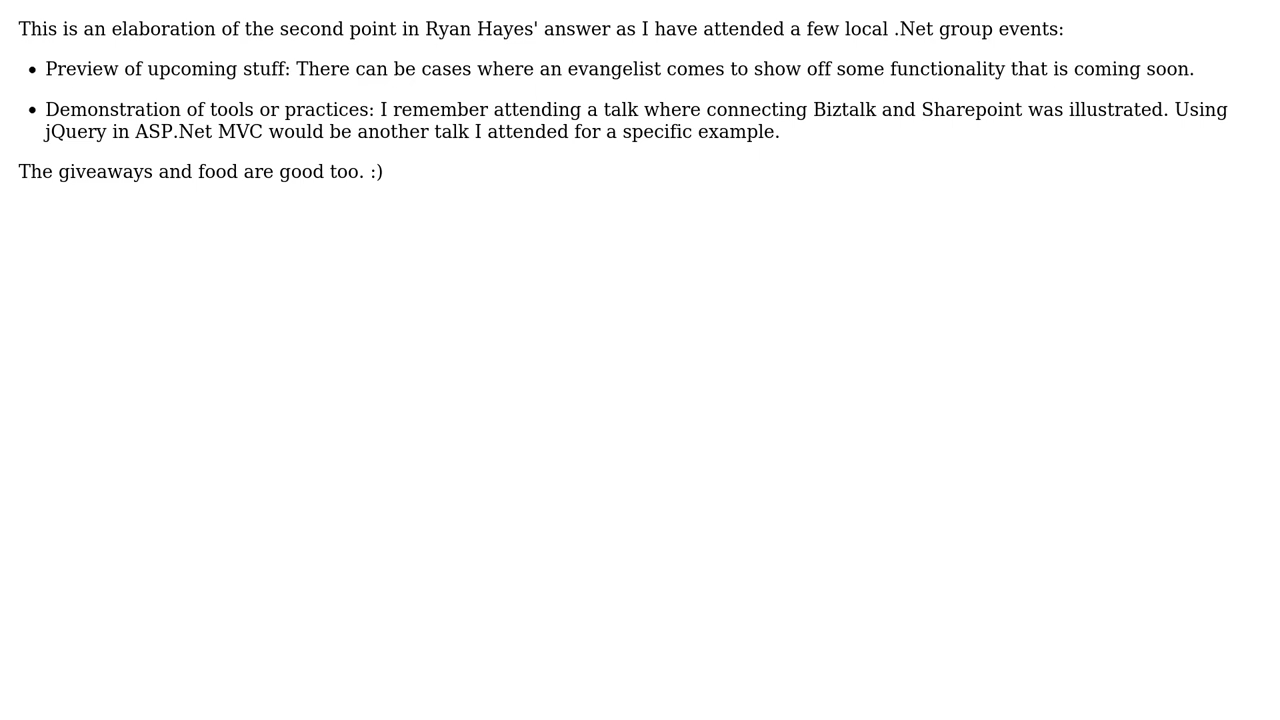 This is an elaboration of the second point in Ryan Hayes' answer as I have attended a few local .Net group events:
• Preview of upcoming stuff: There can be cases where an evangelist comes to show off some functionality that is coming soon.
• Demonstration of tools or practices: I remember attending a talk where connecting Biztalk and Sharepoint was illustrated. Using
jQuery in ASP.Net MVC would be another talk I attended for a specific example.
The giveaways and food are good too. :)